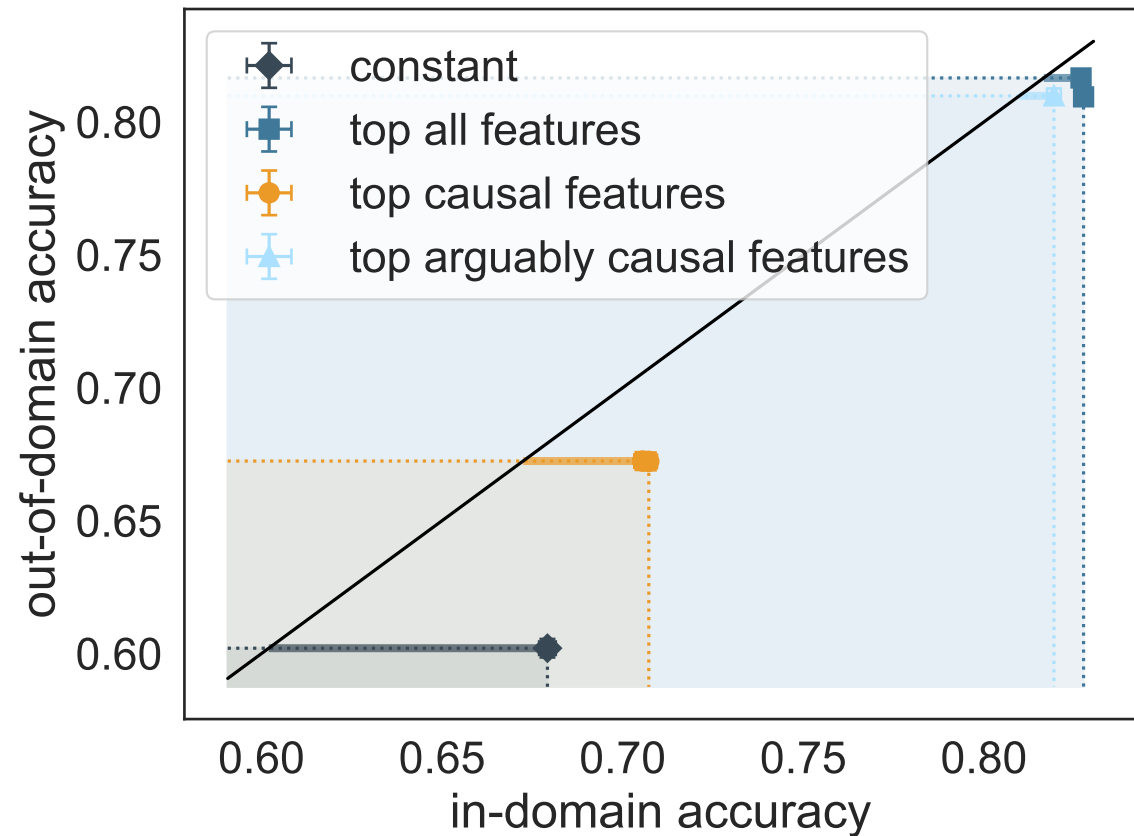 constant
top all features
top causal features
top arguably causal features
out-of-domain accuracy
0.80
0.75
0.70
0.65
0.60
0.60 0.65 0.70 0.75 0.80
in-domain accuracy